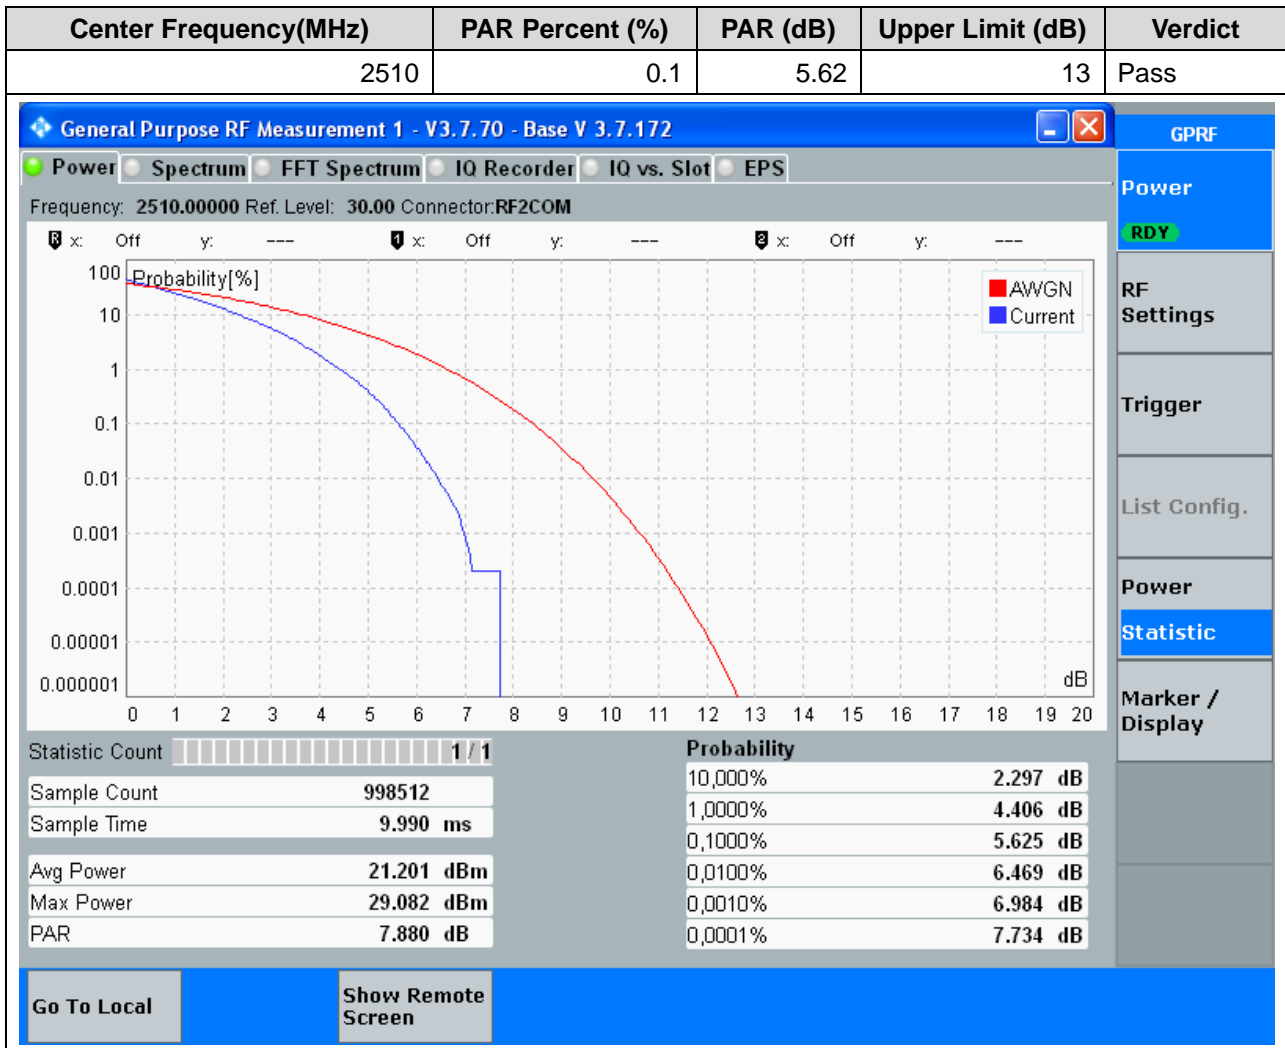 Center Frequency(MHz) PAR Percent (%) PAR (dB) Upper Limit (dB) Verdict
2510 0.1 5.62 13 Pass
General Purpose RF Measurement 1 - V3.7.70 - Base V 3.7.172
GPRF
Power Spectrum FFT Spectrum IQ Recorder IQ vs. Slot EPS
Power
RDY
Frequency: 2510.00000 Ref. Level: 30.00 Connector:RF2COM
R x: Off y: --- 1 x: Off y: --- 2 x: Off y: ---
Probability[%]
AWGN
Current
100
10
1
0.1
0.01
0.001
0.0001
0.00001
0.000001
dB
0 1 2 3 4 5 6 7 8 9 10 11 12 13 14 15 16 17 18 19 20
RF
Settings
Trigger
List Config.
Power
Statistic
Marker /
Display
Statistic Count 1 / 1
Sample Count 998512
Sample Time 9.990 ms
Avg Power 21.201 dBm
Max Power 29.082 dBm
PAR 7.880 dB
Probability
10,000% 2.297 dB
1,0000% 4.406 dB
0,1000% 5.625 dB
0,0100% 6.469 dB
0,0010% 6.984 dB
0,0001% 7.734 dB
Go To Local
Show Remote
Screen